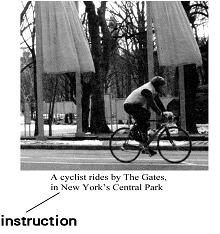 A cyclist rides by The Gates,
in New York's Central Park
instruction